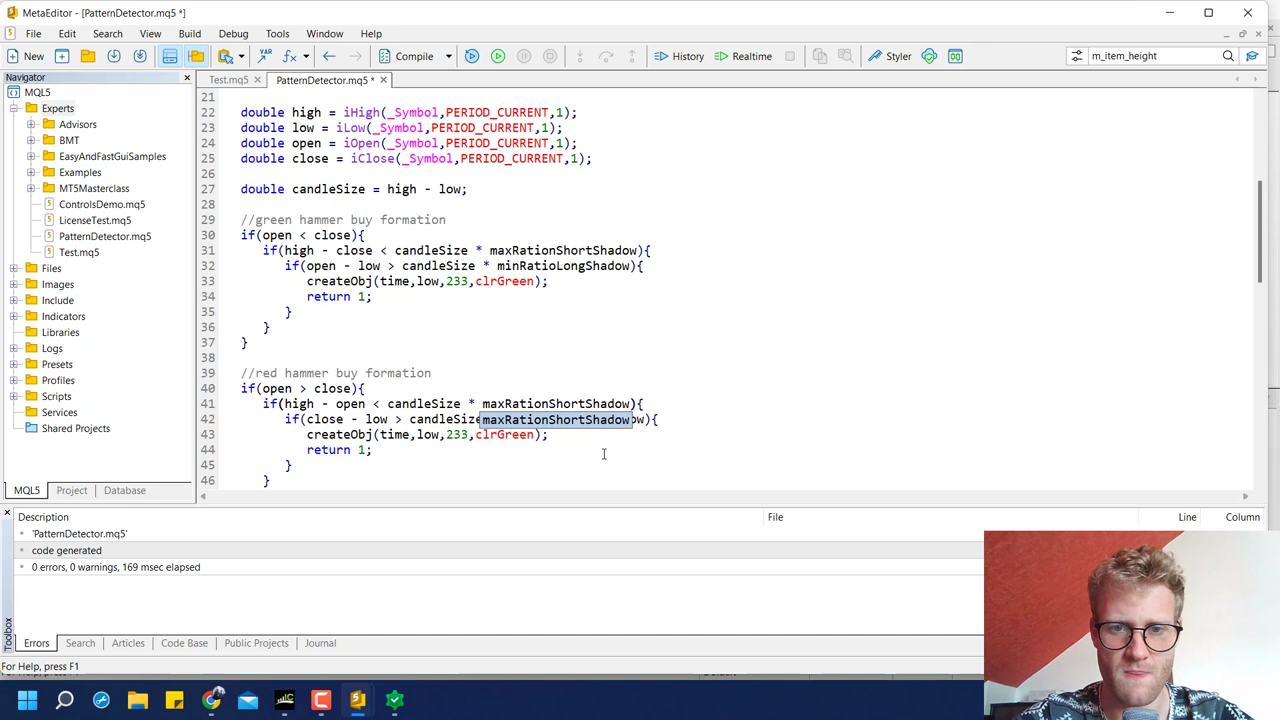 MetaEditor - [PatternDetector.mq5 *]
File Edit Search View Build Debug Tools Window Help
New Compile History Realtime Styler m_item_height
Navigator
Test.mq5 PatternDetector.mq5 *
MQL5
Experts
Advisors
BMT
EasyAndFastGuiSamples
Examples
MT5Masterclass
ControlsDemo.mq5
LicenseTest.mq5
PatternDetector.mq5
Test.mq5
Files
Images
Include
Indicators
Libraries
Logs
Presets
Profiles
Scripts
Services
Shared Projects
MQL5 Project Database
21
22 double high = iHigh(_Symbol,PERIOD_CURRENT,1);
23 double low = iLow(_Symbol,PERIOD_CURRENT,1);
24 double open = iOpen(_Symbol,PERIOD_CURRENT,1);
25 double close = iClose(_Symbol,PERIOD_CURRENT,1);
26
27 double candleSize = high - low;
28
29 //green hammer buy formation
30 if(open < close){
31 if(high - close < candleSize * maxRationShortShadow){
32 if(open - low > candleSize * minRatioLongShadow){
33 createObj(time,low,233,clrGreen);
34 return 1;
35 }
36 }
37 }
38
39 //red hammer buy formation
40 if(open > close){
41 if(high - open < candleSize * maxRationShortShadow){
42 if(close - low > candleSize maxRationShortShadow w){
43 createObj(time,low,233,clrGreen);
44 return 1;
45 }
46 }
Description File Line Column
'PatternDetector.mq5'
code generated
0 errors, 0 warnings, 169 msec elapsed
Toolbox
Errors Search Articles Code Base Public Projects Journal
For Help, press F1